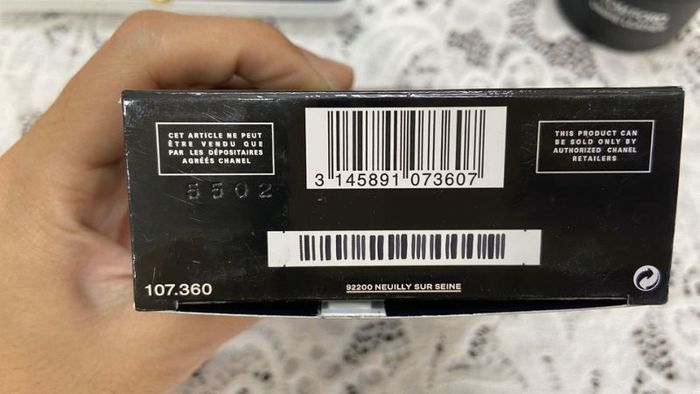 CET ARTICLE NE PEUT
ÊTRE VENDU QUE
PAR LES DÉPOSITAIRES
AGRÉÉS CHANEL
3 145891 073607
THIS PRODUCT CAN
BE SOLD ONLY BY
AUTHORIZED CHANEL
RETAILERS
5502
107.360
92200 NEUILLY SUR SEINE